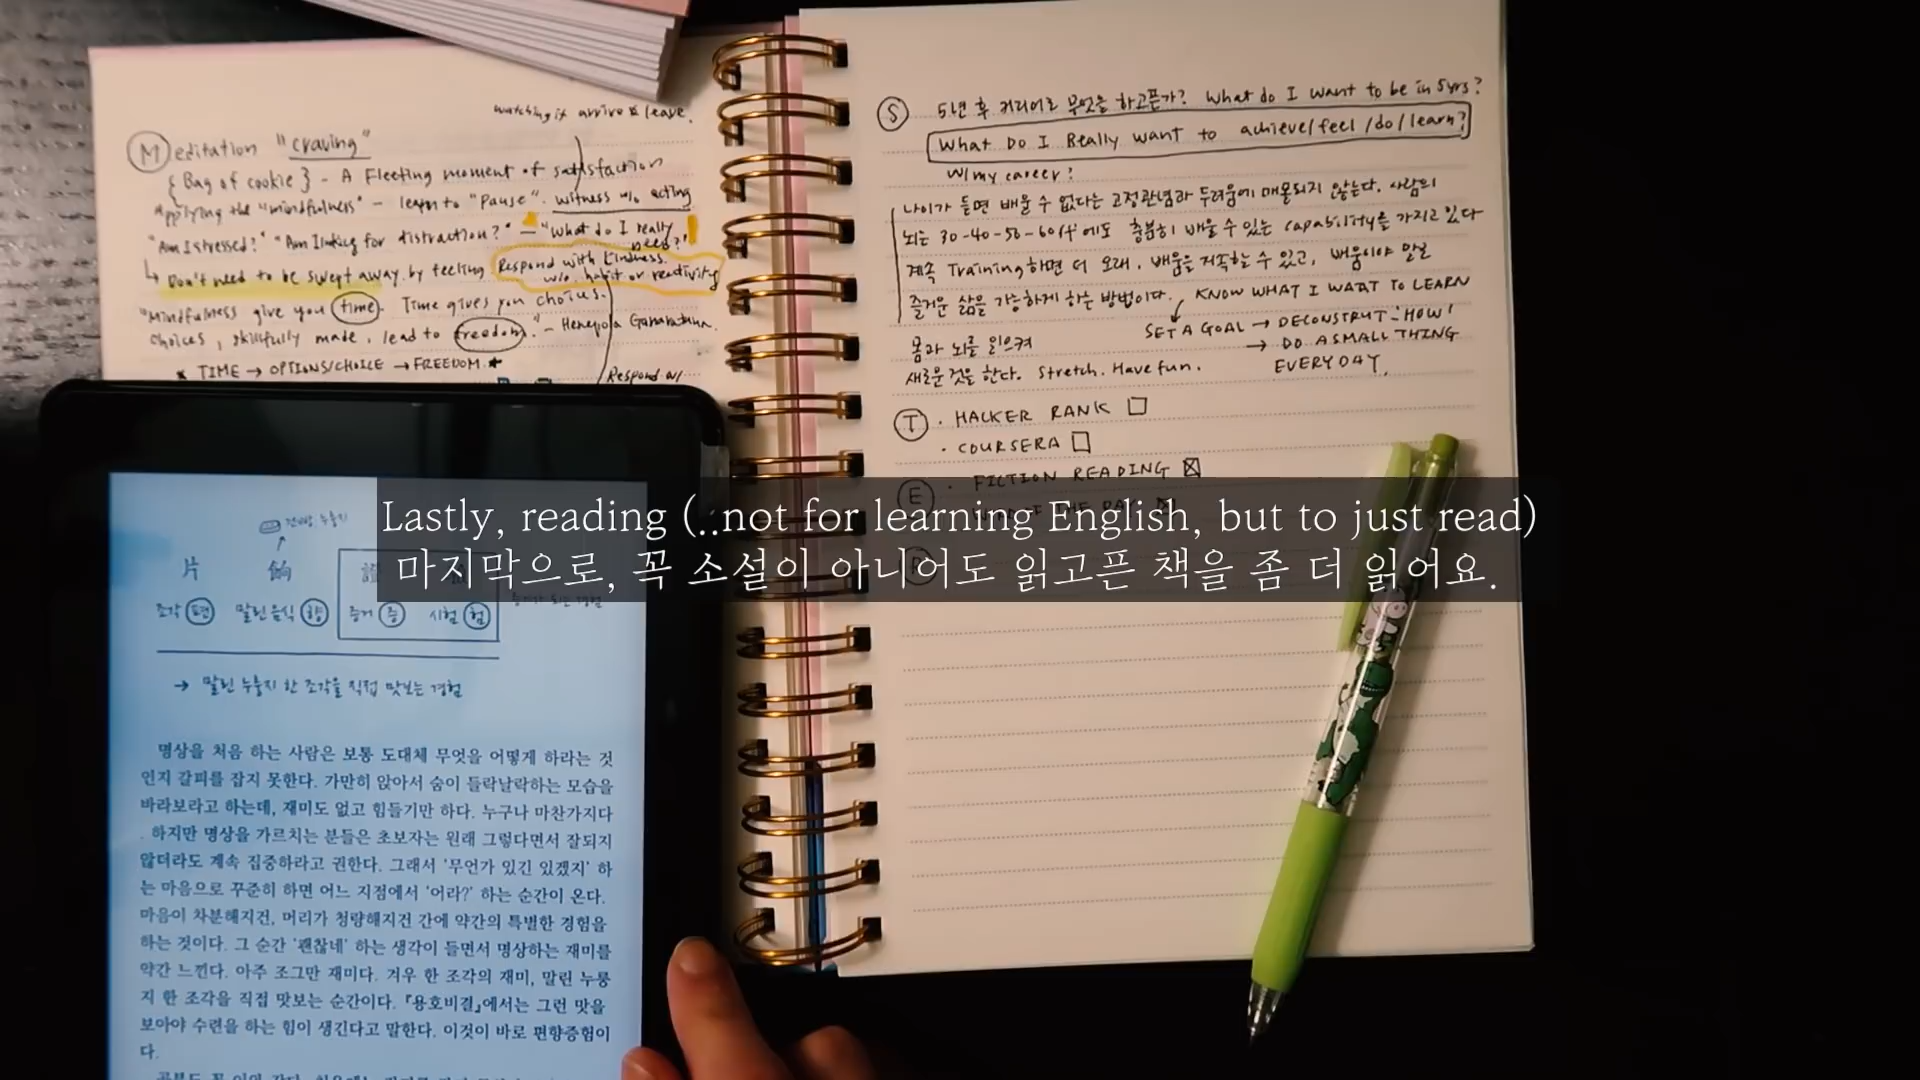 watching it arrive & leave.
Meditation "craving"
{Bag of cookie} - A Fleeting moment of satisfaction
Applying the "mindfulness" - learn to "Pause". witness w/o acting
"Am I stressed?" "Am I looking for distraction?" - "What do I really need?"
↳ Don't need to be swept away by feeling. Respond with kindness.
w/o habit or reactivity
"Mindfulness give you time. Time gives you choices.
choices, skillfully made, lead to freedom." - Henepola Gunaratana.
★ TIME → OPTIONS/CHOICE → FREEDOM ★
Respond w/
Ⓢ 5년 후 커리어로 무엇을 하고픈가? What do I want to be in 5yrs?
What Do I Really want to achieve/feel/do/learn?
w/ my career?
나이가 들면 배울 수 없다는 고정관념과 두려움에 매몰되지 않는다. 사람의
뇌는 30-40-50-60대에도 충분히 배울 수 있는 capability를 가지고 있다
계속 Training하면 더 오래, 배움을 지속할 수 있고, 배움이야 말로
즐거운 삶을 가능하게 하는 방법이다.
KNOW WHAT I WANT TO LEARN
SET A GOAL → DECONSTRUT 'HOW'
→ DO A SMALL THING
EVERYDAY.
몸과 뇌를 일으켜
새로운 것을 한다. Stretch. Have fun.
Ⓣ · HACKER RANK ☐
· COURSERA ☐
Ⓔ · FICTION READING ☒
Lastly, reading (..not for learning English, but to just read)
마지막으로, 꼭 소설이 아니어도 읽고픈 책을 좀 더 읽어요.
片 餉
조각 편 말린 음식 향 증거 증 시험 험
→ 말린 누룽지 한 조각을 직접 맛보는 경험
명상을 처음 하는 사람은 보통 도대체 무엇을 어떻게 하라는 것
인지 갈피를 잡지 못한다. 가만히 앉아서 숨이 들락날락하는 모습을
바라보라고 하는데, 재미도 없고 힘들기만 하다. 누구나 마찬가지다
. 하지만 명상을 가르치는 분들은 초보자는 원래 그렇다면서 잘되지
않더라도 계속 집중하라고 권한다. 그래서 '무언가 있긴 있겠지' 하
는 마음으로 꾸준히 하면 어느 지점에서 '어라?' 하는 순간이 온다.
마음이 차분해지건, 머리가 청량해지건 간에 약간의 특별한 경험을
하는 것이다. 그 순간 '괜찮네' 하는 생각이 들면서 명상하는 재미를
약간 느낀다. 아주 조그만 재미다. 겨우 한 조각의 재미, 말린 누룽
지 한 조각을 직접 맛보는 순간이다. 『용호비결』에서는 그런 맛을
보아야 수련을 하는 힘이 생긴다고 말한다. 이것이 바로 편향증험이
다.